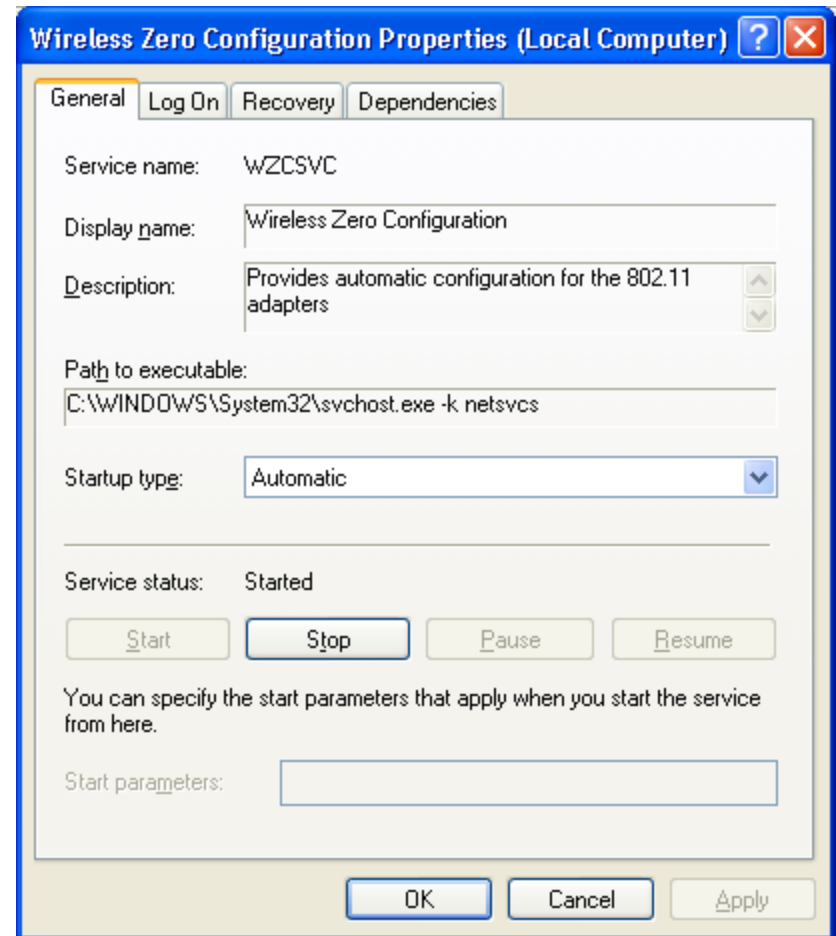 Wireless Zero Configuration Properties (Local Computer)
General Log On Recovery Dependencies
Service name: WZCSVC
Display name: Wireless Zero Configuration
Description: Provides automatic configuration for the 802.11
adapters
Path to executable:
C:\WINDOWS\System32\svchost.exe -k netsvcs
Startup type: Automatic
Service status: Started
Start Stop Pause Resume
You can specify the start parameters that apply when you start the service
from here.
Start parameters:
OK Cancel Apply